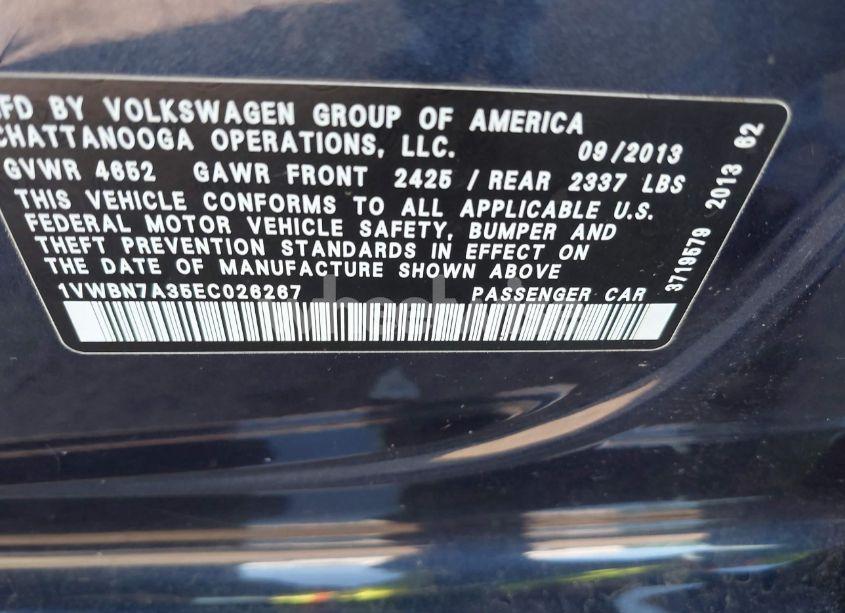 MFD BY VOLKSWAGEN GROUP OF AMERICA
CHATTANOOGA OPERATIONS, LLC. 09/2013
GVWR 4652 GAWR FRONT 2425 / REAR 2337 LBS
THIS VEHICLE CONFORMS TO ALL APPLICABLE U.S.
FEDERAL MOTOR VEHICLE SAFETY, BUMPER AND
THEFT PREVENTION STANDARDS IN EFFECT ON
THE DATE OF MANUFACTURE SHOWN ABOVE
1VWBN7A35EC026267 PASSENGER CAR
3719579 2013 62